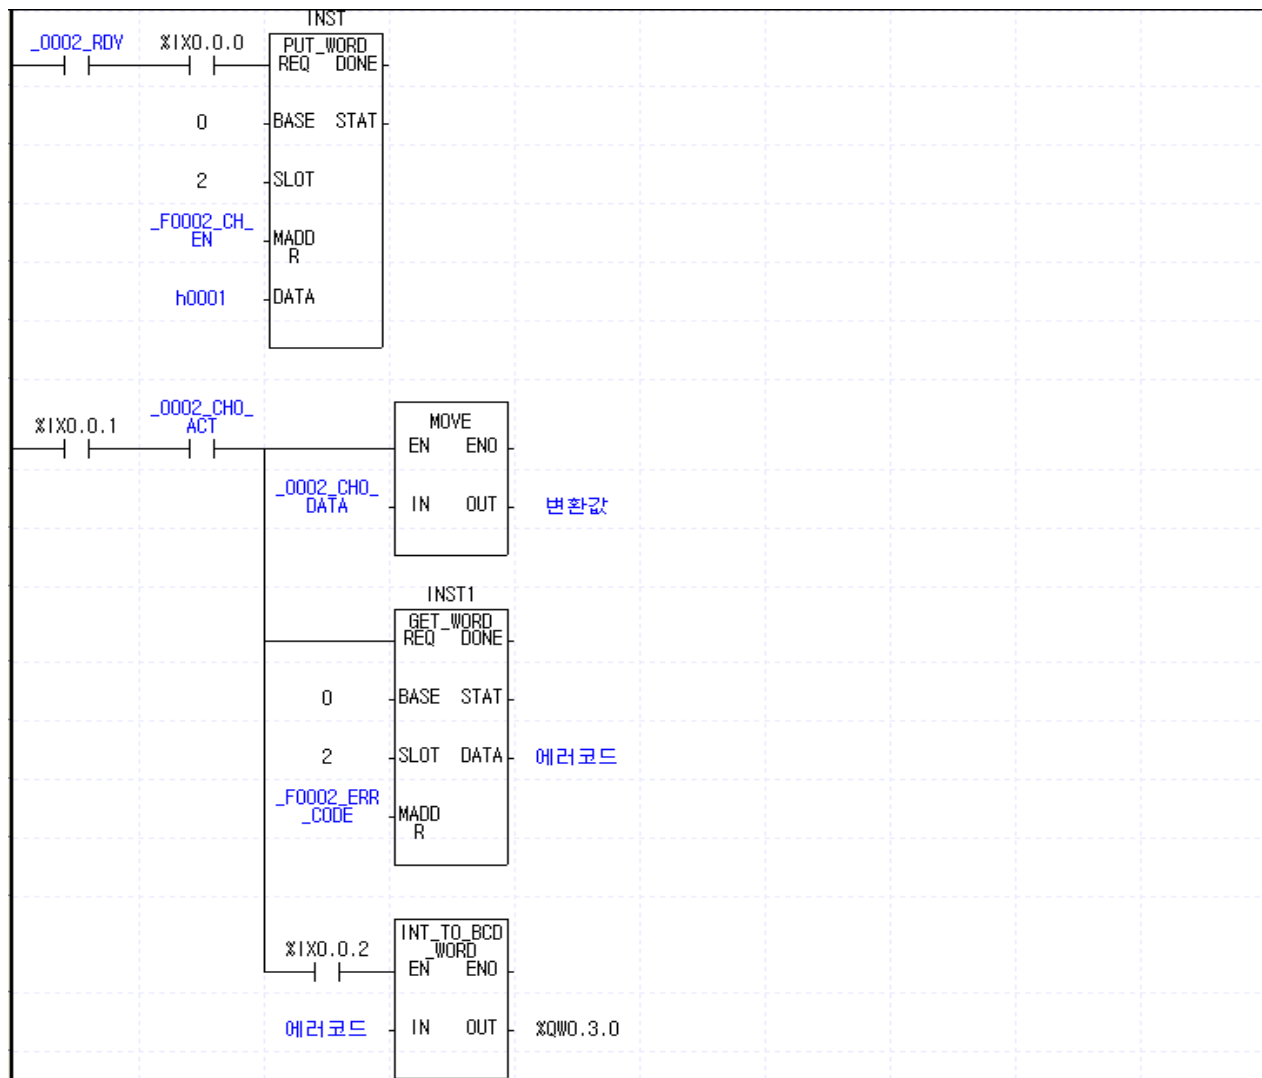 INST
_0002_RDY %IX0.0.0 PUT_WORD
REQ DONE
0 BASE STAT
2 SLOT
_F0002_CH_
EN MADD
R
h0001 DATA
%IX0.0.1 _0002_CH0_
ACT MOVE
EN ENO
_0002_CH0_
DATA IN OUT 변환값
INST1
GET_WORD
REQ DONE
0 BASE STAT
2 SLOT DATA 에러코드
_F0002_ERR
_CODE MADD
R
%IX0.0.2 INT_TO_BCD
_WORD
EN ENO
에러코드 IN OUT %QW0.3.0